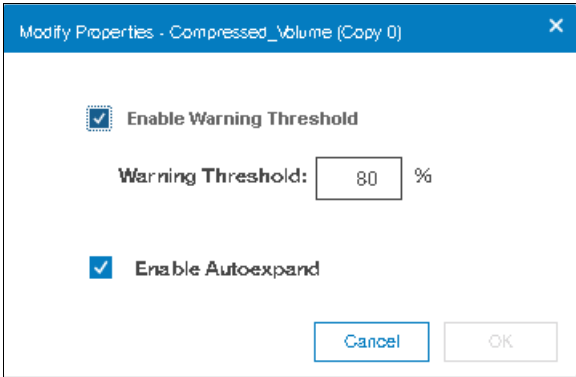 Modify Properties - Compressed_Volume (Copy 0)
Enable Warning Threshold
Warning Threshold: 80 %
Enable Autoexpand
Cancel OK